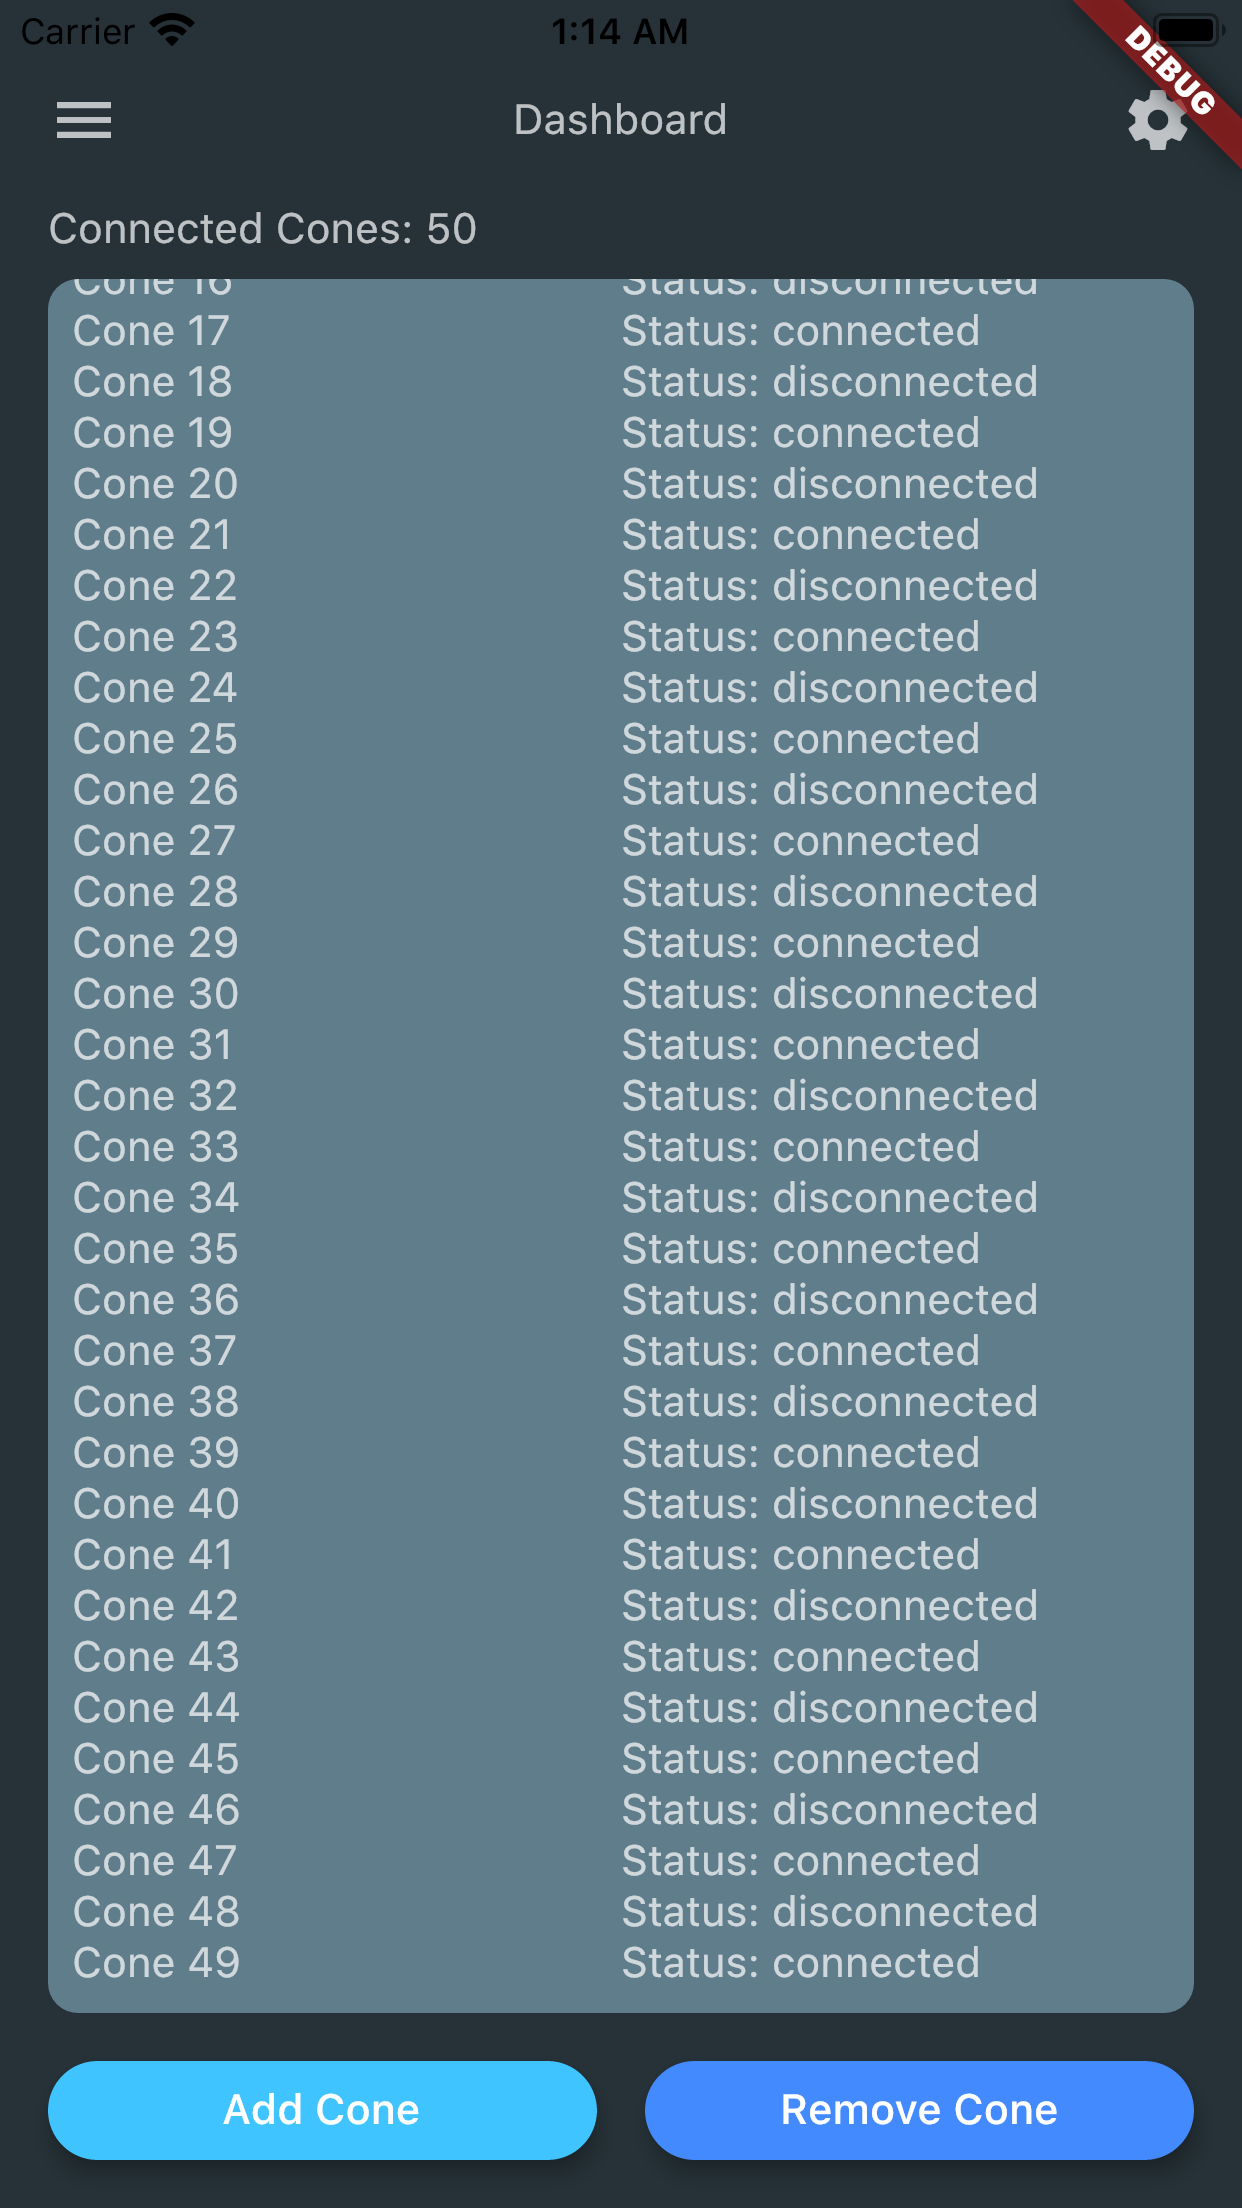 Carrier 1:14 AM
DEBUG
Dashboard
Connected Cones: 50
Cone 16 Status: disconnected
Cone 17 Status: connected
Cone 18 Status: disconnected
Cone 19 Status: connected
Cone 20 Status: disconnected
Cone 21 Status: connected
Cone 22 Status: disconnected
Cone 23 Status: connected
Cone 24 Status: disconnected
Cone 25 Status: connected
Cone 26 Status: disconnected
Cone 27 Status: connected
Cone 28 Status: disconnected
Cone 29 Status: connected
Cone 30 Status: disconnected
Cone 31 Status: connected
Cone 32 Status: disconnected
Cone 33 Status: connected
Cone 34 Status: disconnected
Cone 35 Status: connected
Cone 36 Status: disconnected
Cone 37 Status: connected
Cone 38 Status: disconnected
Cone 39 Status: connected
Cone 40 Status: disconnected
Cone 41 Status: connected
Cone 42 Status: disconnected
Cone 43 Status: connected
Cone 44 Status: disconnected
Cone 45 Status: connected
Cone 46 Status: disconnected
Cone 47 Status: connected
Cone 48 Status: disconnected
Cone 49 Status: connected
Add Cone Remove Cone